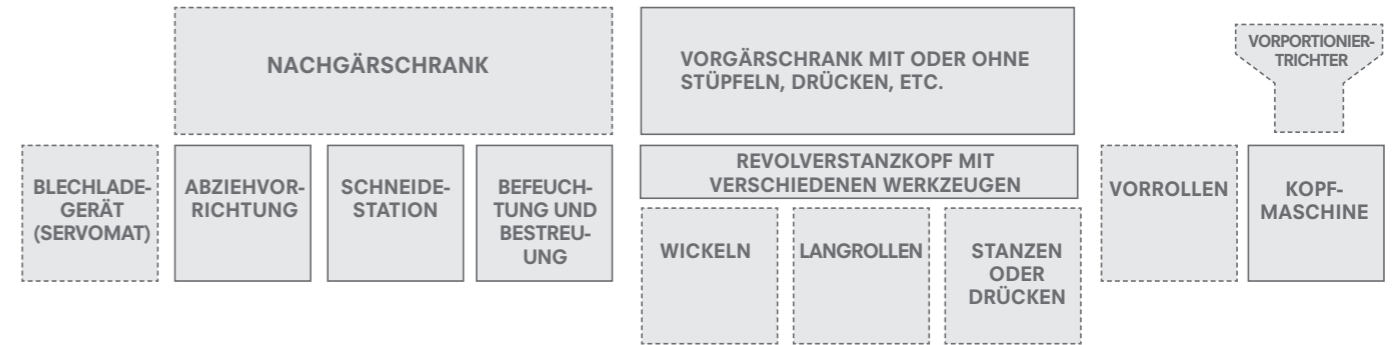 NACHGÄRSCHRANK
VORGÄRSCHRANK MIT ODER OHNE
STÜPFELN, DRÜCKEN, ETC.
VORPORTIONIER-
TRICHTER
BLECHLADE-
GERÄT
(SERVOMAT)
ABZIEHVOR-
RICHTUNG
SCHNEIDE-
STATION
BEFEUCH-
TUNG UND
BESTREU-
UNG
REVOLVERSTANZKOPF MIT
VERSCHIEDENEN WERKZEUGEN
WICKELN
LANGROLLEN
STANZEN
ODER
DRÜCKEN
VORROLLEN
KOPF-
MASCHINE